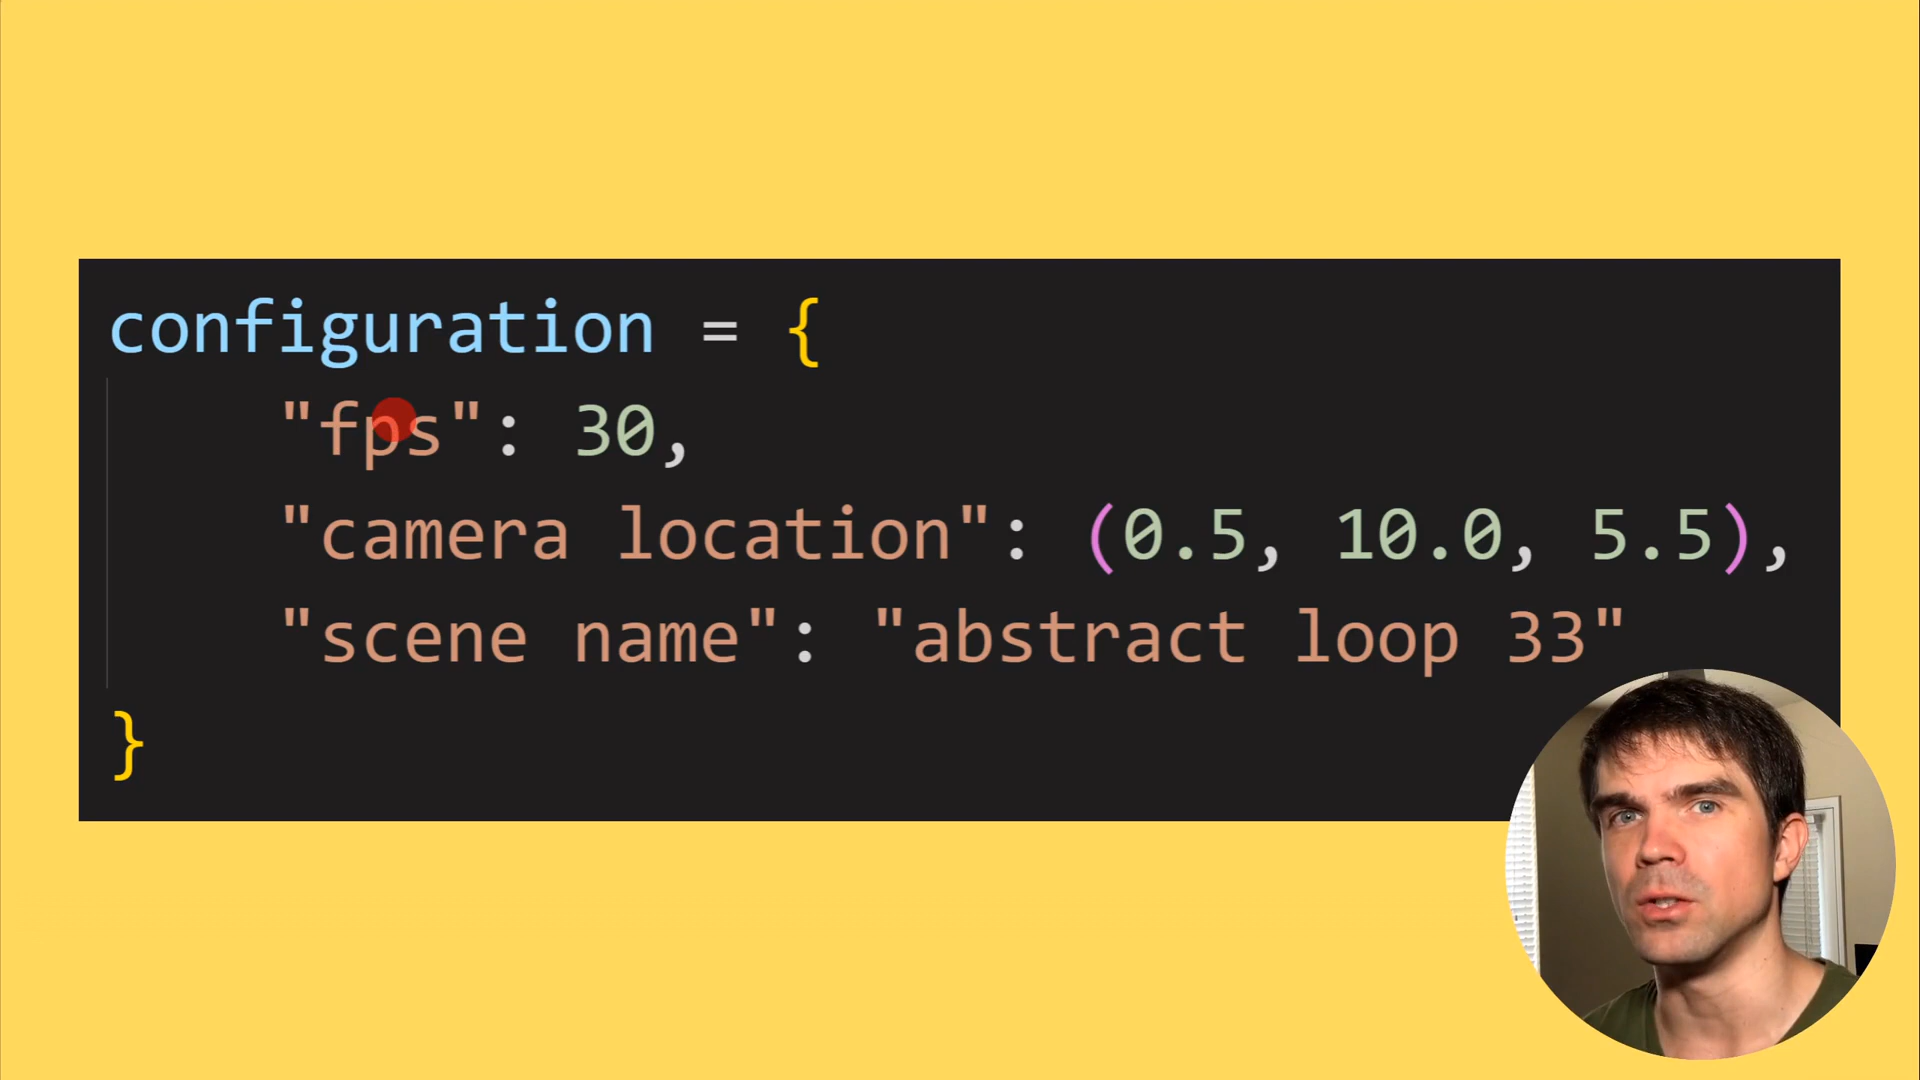 configuration = {
"fps": 30,
"camera location": (0.5, 10.0, 5.5),
"scene name": "abstract loop 33"
}